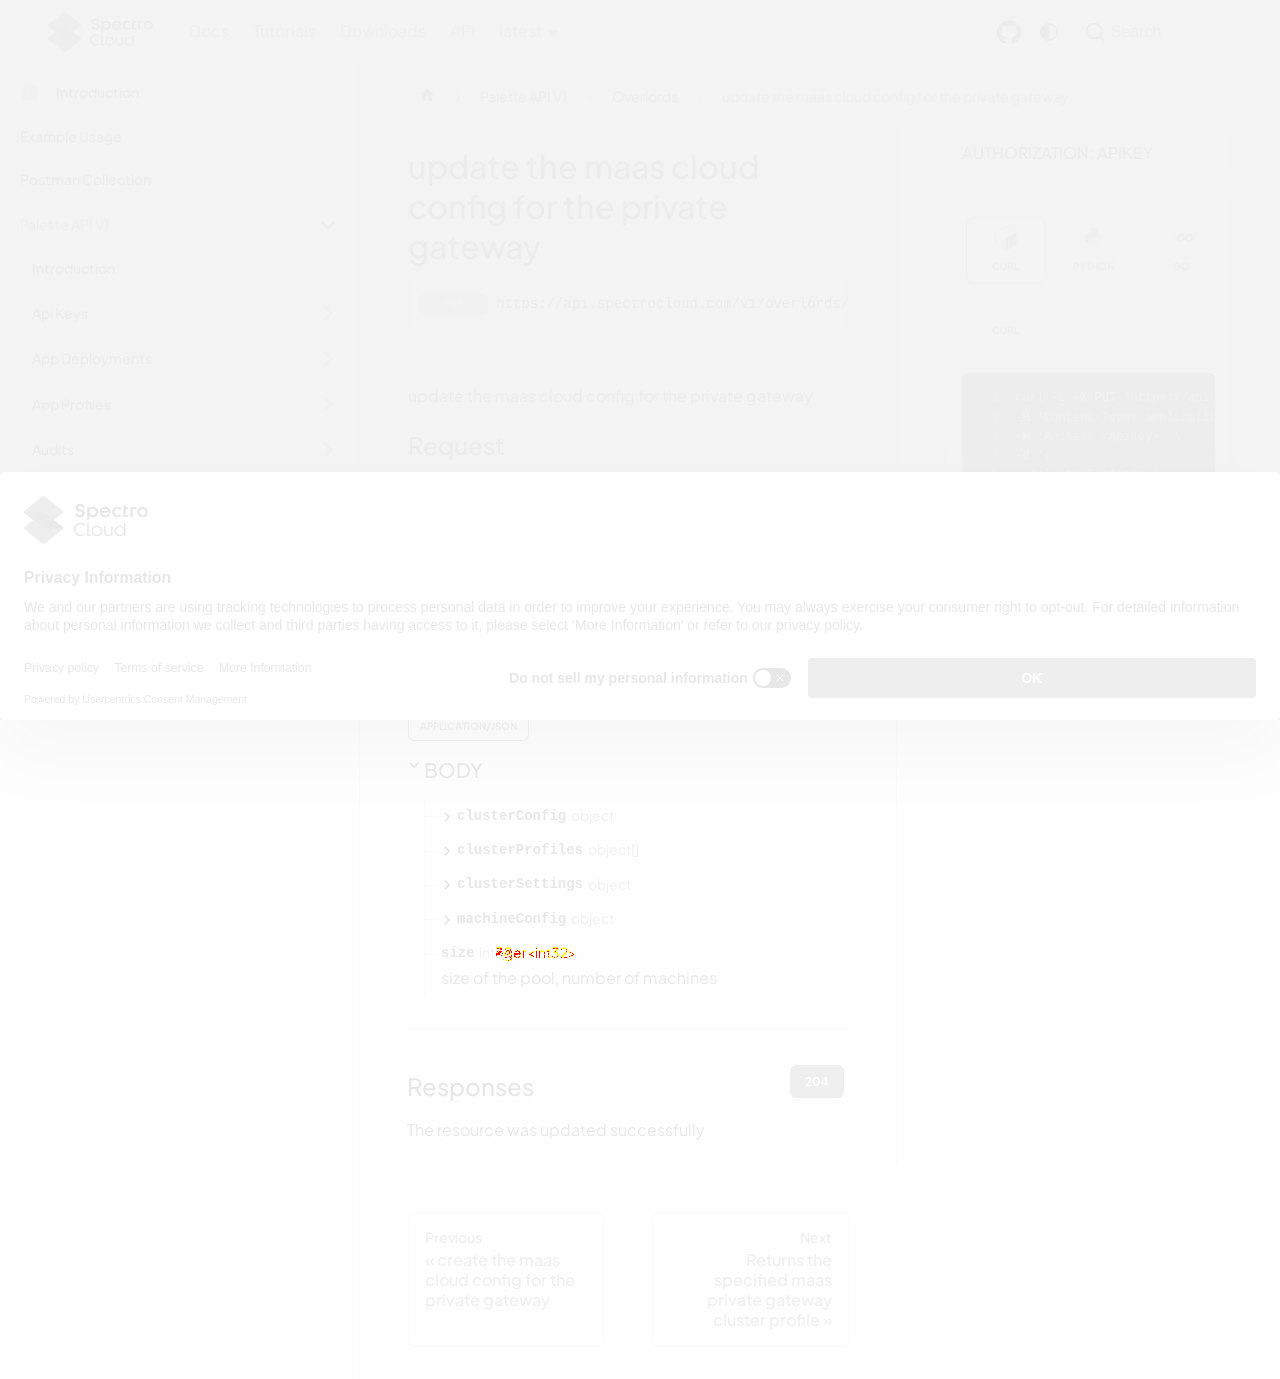 Spectro
Cloud
Docs Tutorials Downloads API latest
Search
Introduction
Example Usage
Postman Collection
Palette API V1
Introduction
Api Keys
App Deployments
App Profiles
Audits
Palette API V1
Overlords
update the maas cloud config for the private gateway
update the maas cloud
config for the private
gateway
https://api.spectrocloud.com/v1/overlords/
update the maas cloud config for the private gateway
Request
AUTHORIZATION: APIKEY
CURL PYTHON GO
CURL
Spectro
Cloud
Privacy Information
We and our partners are using tracking technologies to process personal data in order to improve your experience. You may always exercise your consumer right to opt-out. For detailed information
about personal information we collect and third parties having access to it, please select 'More Information' or refer to our privacy policy.
Privacy policy Terms of service More Information
Powered by Usercentrics Consent Management
Do not sell my personal information
OK
APPLICATION/JSON
BODY
clusterConfig object
clusterProfiles object[]
clusterSettings object
machineConfig object
size
size of the pool, number of machines
Responses
204
The resource was updated successfully
Previous
« create the maas
cloud config for the
private gateway
Next
Returns the
specified maas
private gateway
cluster profile »